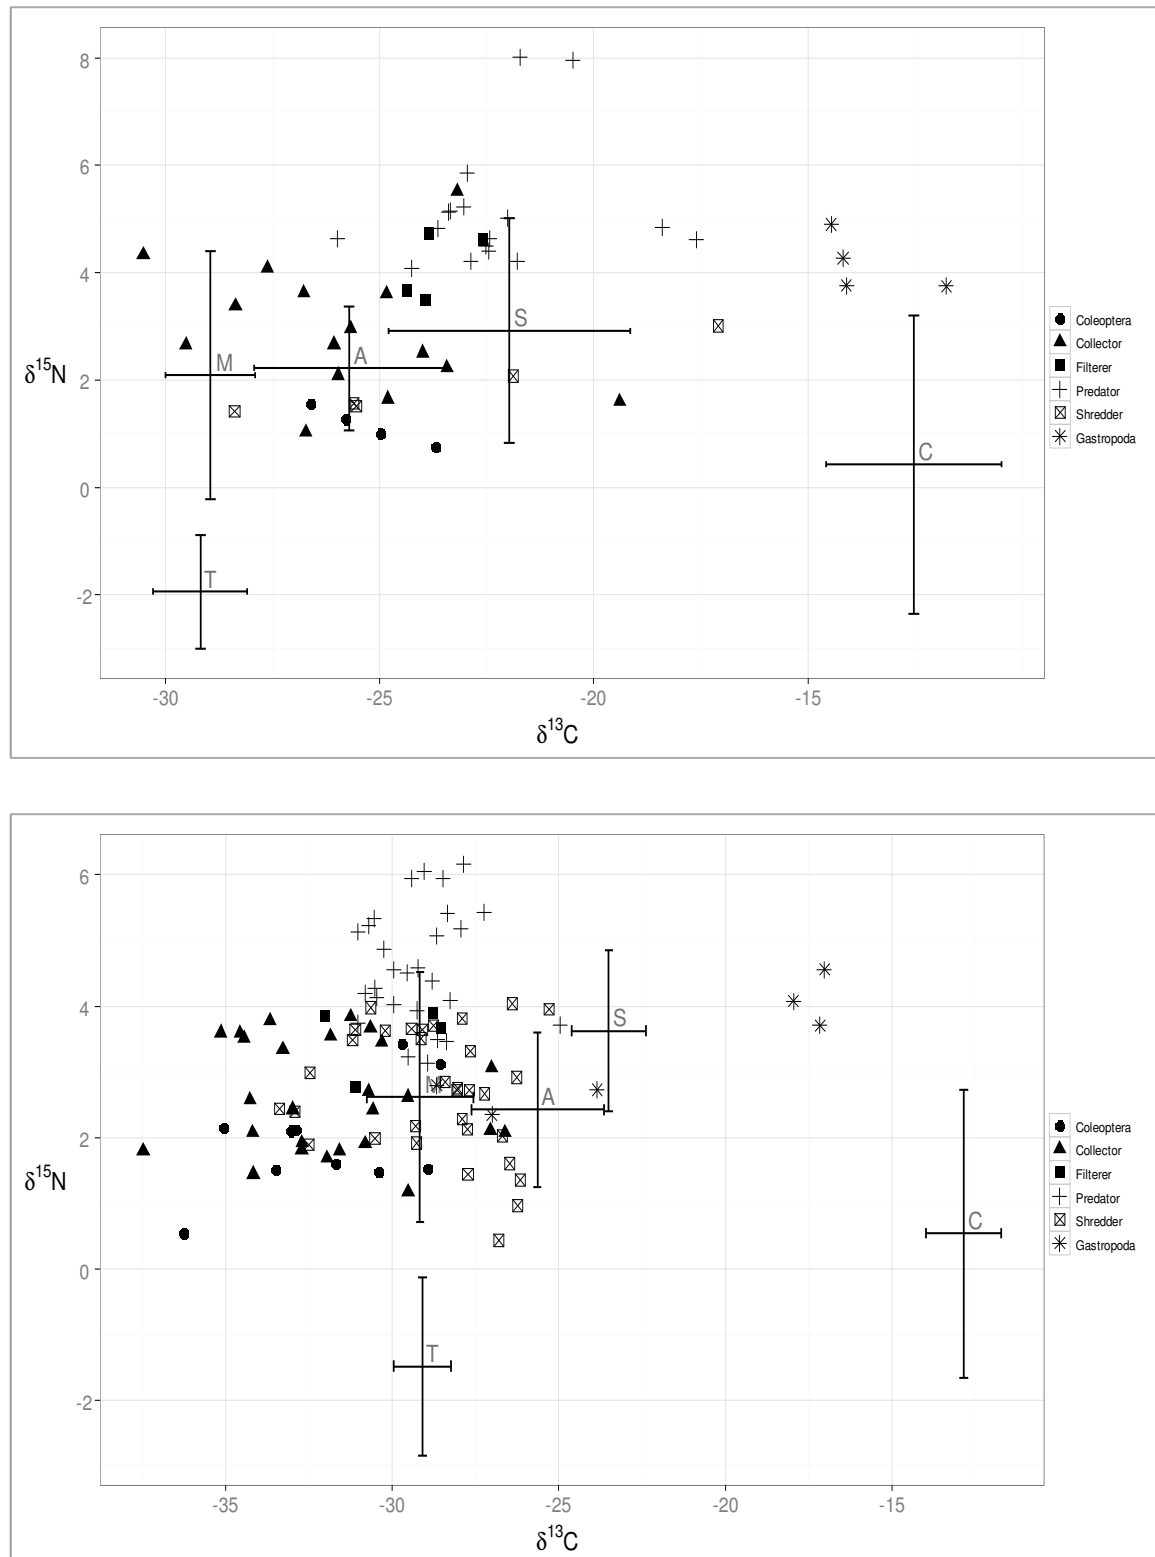 8
6
4
2
0
-2
δ15N
M
A
S
C
T
-30
-25
-20
-15
δ13C
Coleoptera
Collector
Filterer
Predator
Shredder
Gastropoda
6
4
2
0
-2
δ15N
S
A
C
T
-35
-30
-25
-20
-15
δ13C
Coleoptera
Collector
Filterer
Predator
Shredder
Gastropoda